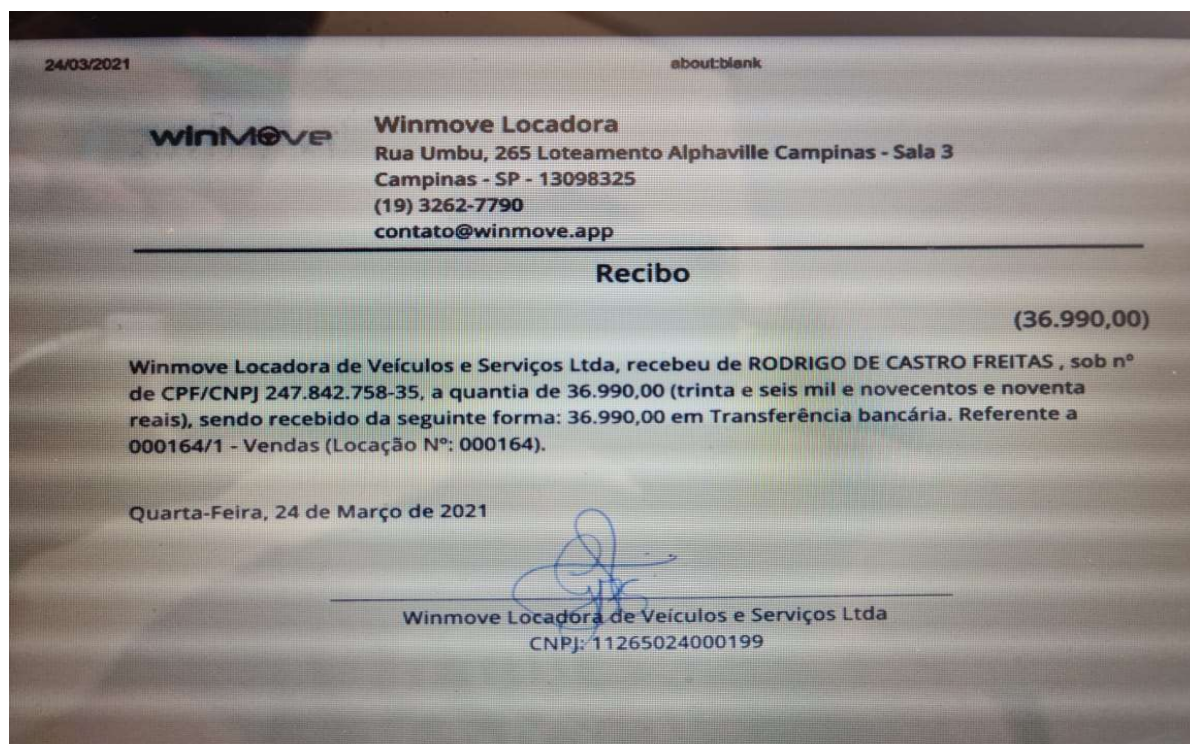 24/03/2021 about:blank
winMove
Winmove Locadora
Rua Umbu, 265 Loteamento Alphaville Campinas - Sala 3
Campinas - SP - 13098325
(19) 3262-7790
contato@winmove.app
Recibo
(36.990,00)
Winmove Locadora de Veículos e Serviços Ltda, recebeu de RODRIGO DE CASTRO FREITAS , sob nº
de CPF/CNPJ 247.842.758-35, a quantia de 36.990,00 (trinta e seis mil e novecentos e noventa
reais), sendo recebido da seguinte forma: 36.990,00 em Transferência bancária. Referente a
000164/1 - Vendas (Locação Nº: 000164).
Quarta-Feira, 24 de Março de 2021
Winmove Locadora de Veículos e Serviços Ltda
CNPJ: 11265024000199